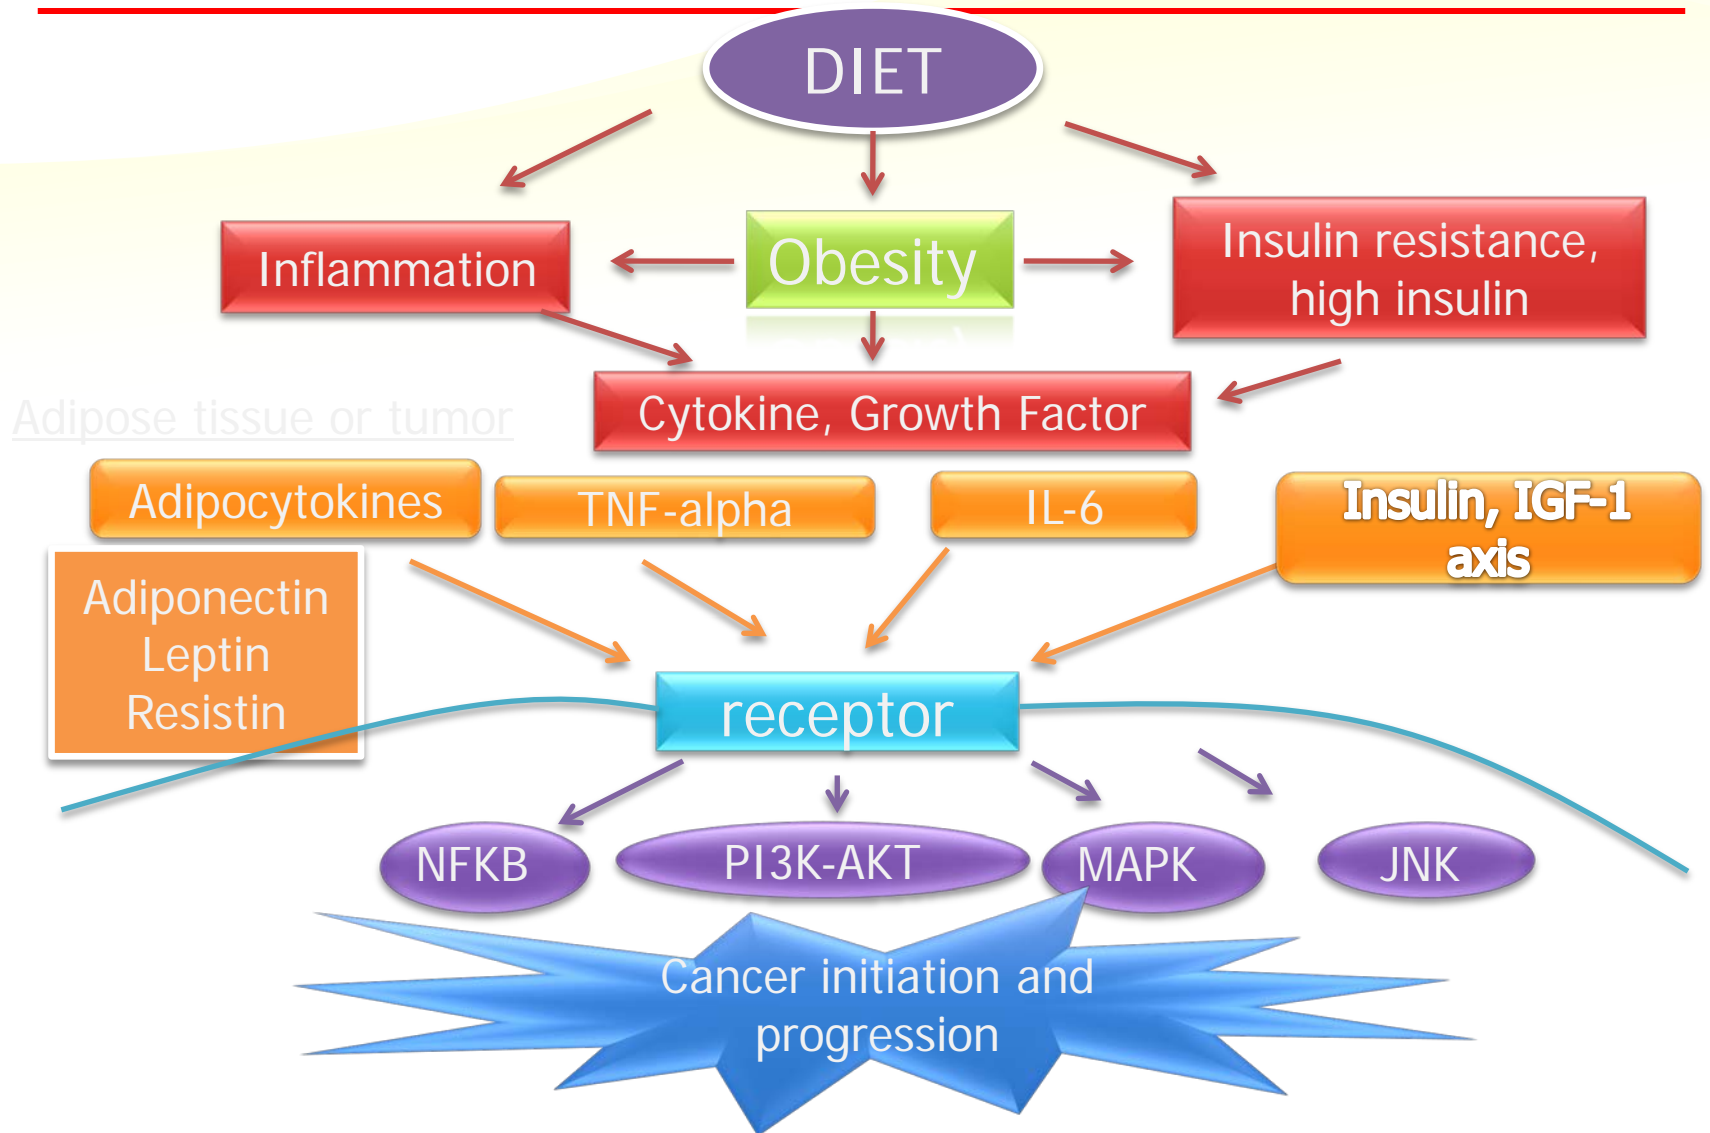 DIET
Inflammation
Obesity
Insulin resistance,
high insulin
Adipose tissue or tumor
Cytokine, Growth Factor
Adipocytokines
TNF-alpha
IL-6
Insulin, IGF-1
axis
Adiponectin
Leptin
Resistin
receptor
NFKB
PI3K-AKT
MAPK
JNK
Cancer initiation and
progression